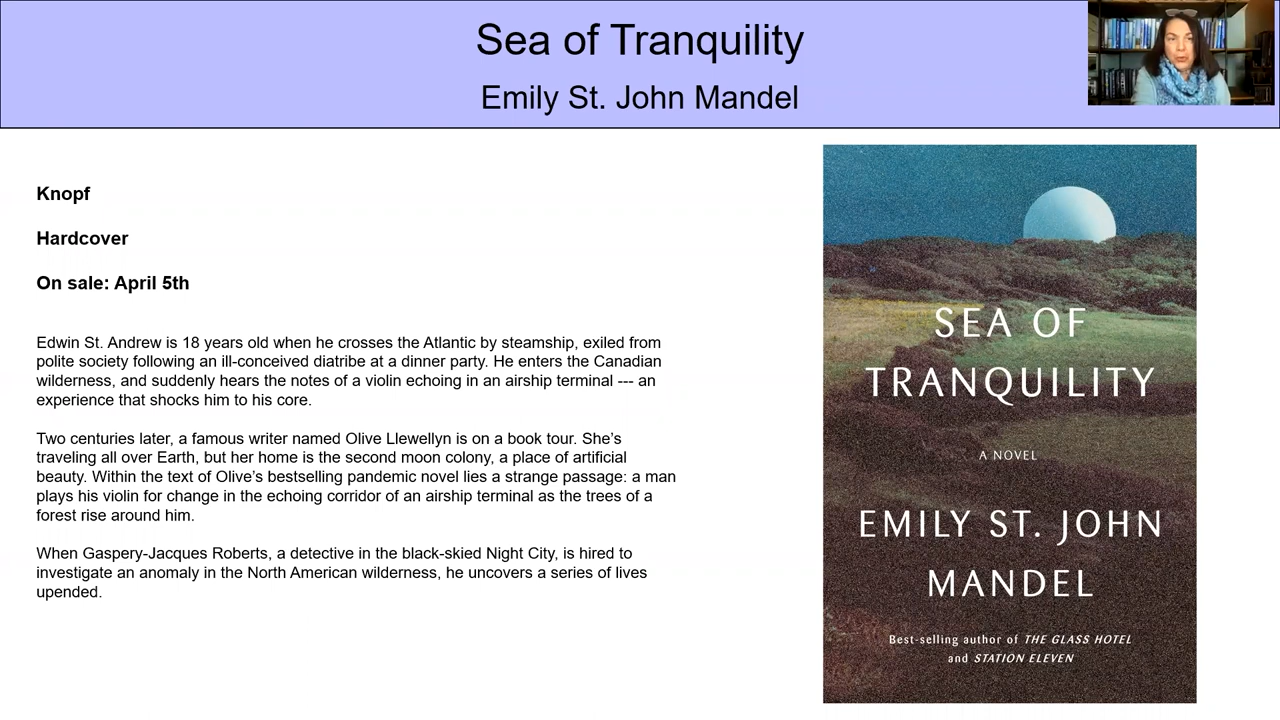 Sea of Tranquility
Emily St. John Mandel
Knopf
Hardcover
On sale: April 5th
Edwin St. Andrew is 18 years old when he crosses the Atlantic by steamship, exiled from
polite society following an ill-conceived diatribe at a dinner party. He enters the Canadian
wilderness, and suddenly hears the notes of a violin echoing in an airship terminal --- an
experience that shocks him to his core.
Two centuries later, a famous writer named Olive Llewellyn is on a book tour. She’s
traveling all over Earth, but her home is the second moon colony, a place of artificial
beauty. Within the text of Olive’s bestselling pandemic novel lies a strange passage: a man
plays his violin for change in the echoing corridor of an airship terminal as the trees of a
forest rise around him.
When Gaspery-Jacques Roberts, a detective in the black-skied Night City, is hired to
investigate an anomaly in the North American wilderness, he uncovers a series of lives
upended.
SEA OF
TRANQUILITY
A NOVEL
EMILY ST. JOHN
MANDEL
Best-selling author of THE GLASS HOTEL
and STATION ELEVEN